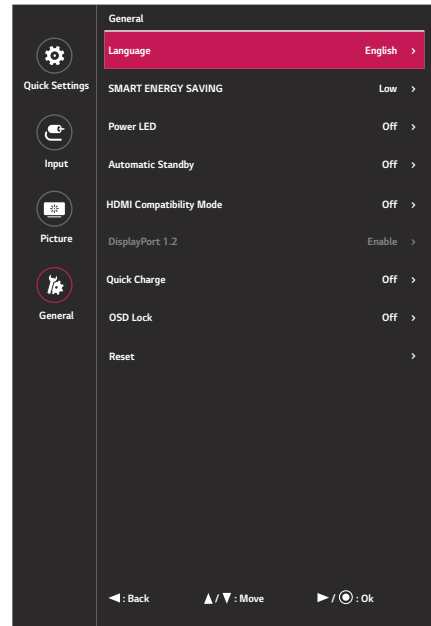 General
Language English >
Quick Settings
SMART ENERGY SAVING Low >
Power LED Off >
Input
Automatic Standby Off >
HDMI Compatibility Mode Off >
Picture
DisplayPort 1.2 Enable >
Quick Charge Off >
General
OSD Lock Off >
Reset >
◄ : Back ▲ / ▼ : Move ► / ◉ : Ok